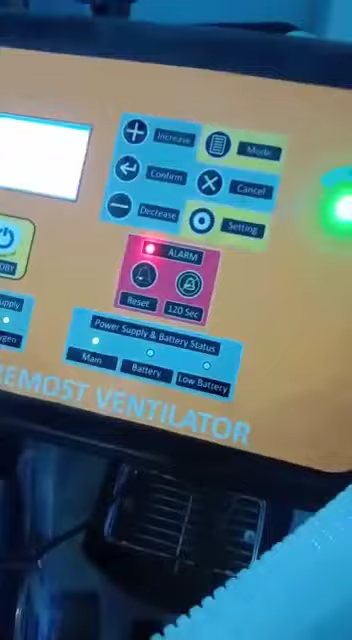 Increase
Mode
Confirm
Cancel
Decrease
Setting
ALARM
Reset
120 Sec
Power Supply & Battery Status
Main
Battery
Low Battery
REMOST VENTILATOR